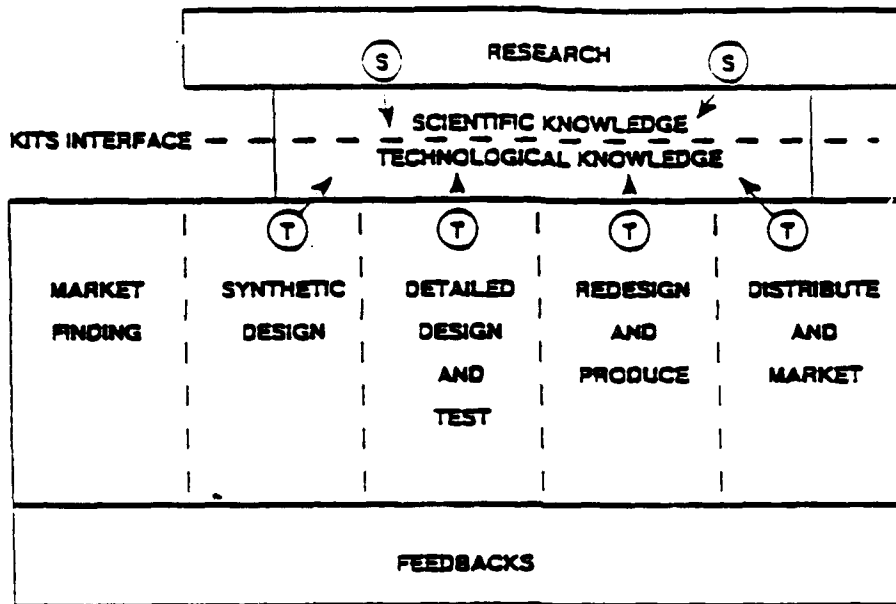 RESEARCH
S
S
SCIENTIFIC KNOWLEDGE
KITS INTERFACE
TECHNOLOGICAL KNOWLEDGE
T
T
T
T
MARKET
FINDING
SYNTHETIC
DESIGN
DETAILED
DESIGN
AND
TEST
REDESIGN
AND
PRODUCE
DISTRIBUTE
AND
MARKET
FEEDBACKS